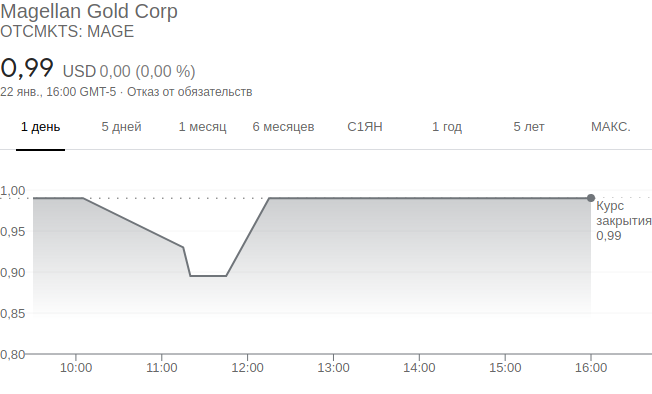 Magellan Gold Corp
OTCMKTS: MAGE
0,99 USD 0,00 (0,00 %)
22 янв., 16:00 GMT-5 · Отказ от обязательств
1 день 5 дней 1 месяц 6 месяцев С1ЯН 1 год 5 лет МАКС.
1,00
0,95
0,90
0,85
0,80
Курс
закрытия
0,99
10:00 11:00 12:00 13:00 14:00 15:00 16:00